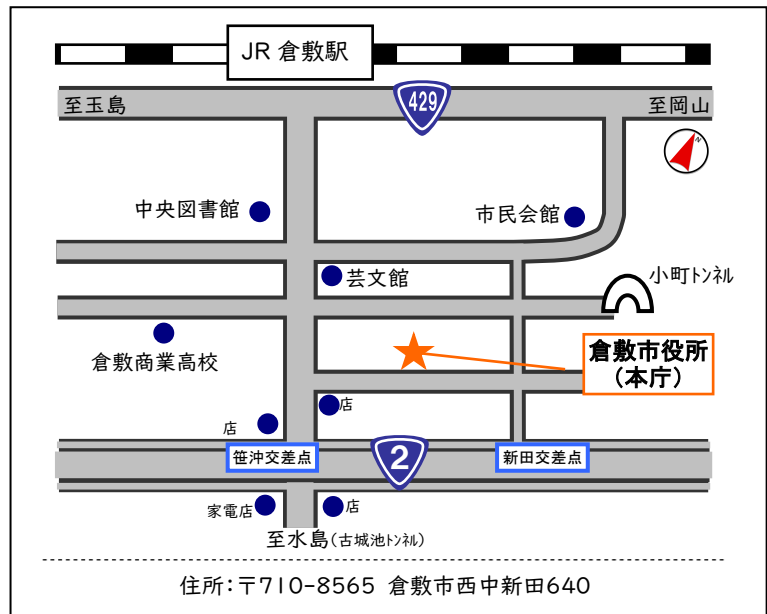 JR 倉敷駅
至玉島
429
至岡山
N
中央図書館
市民会館
芸文館
小町トンネル
倉敷商業高校
倉敷市役所
（本庁）
店
店
笹沖交差点
2
新田交差点
家電店
店
至水島（古城池トンネル）
住所：〒710-8565 倉敷市西中新田640